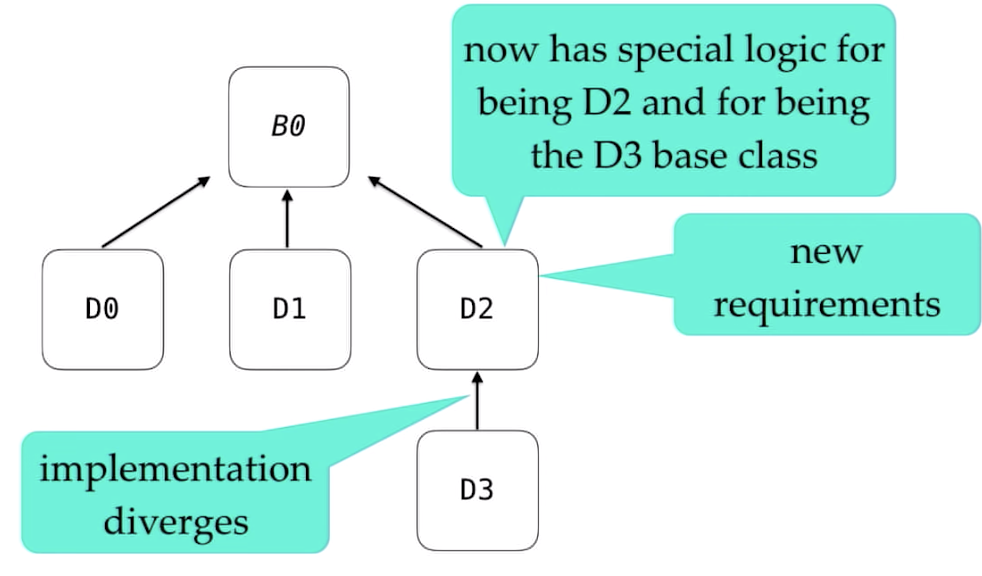 now has special logic for
being D2 and for being
the D3 base class
B0
new
requirements
D0
D1
D2
implementation
diverges
D3